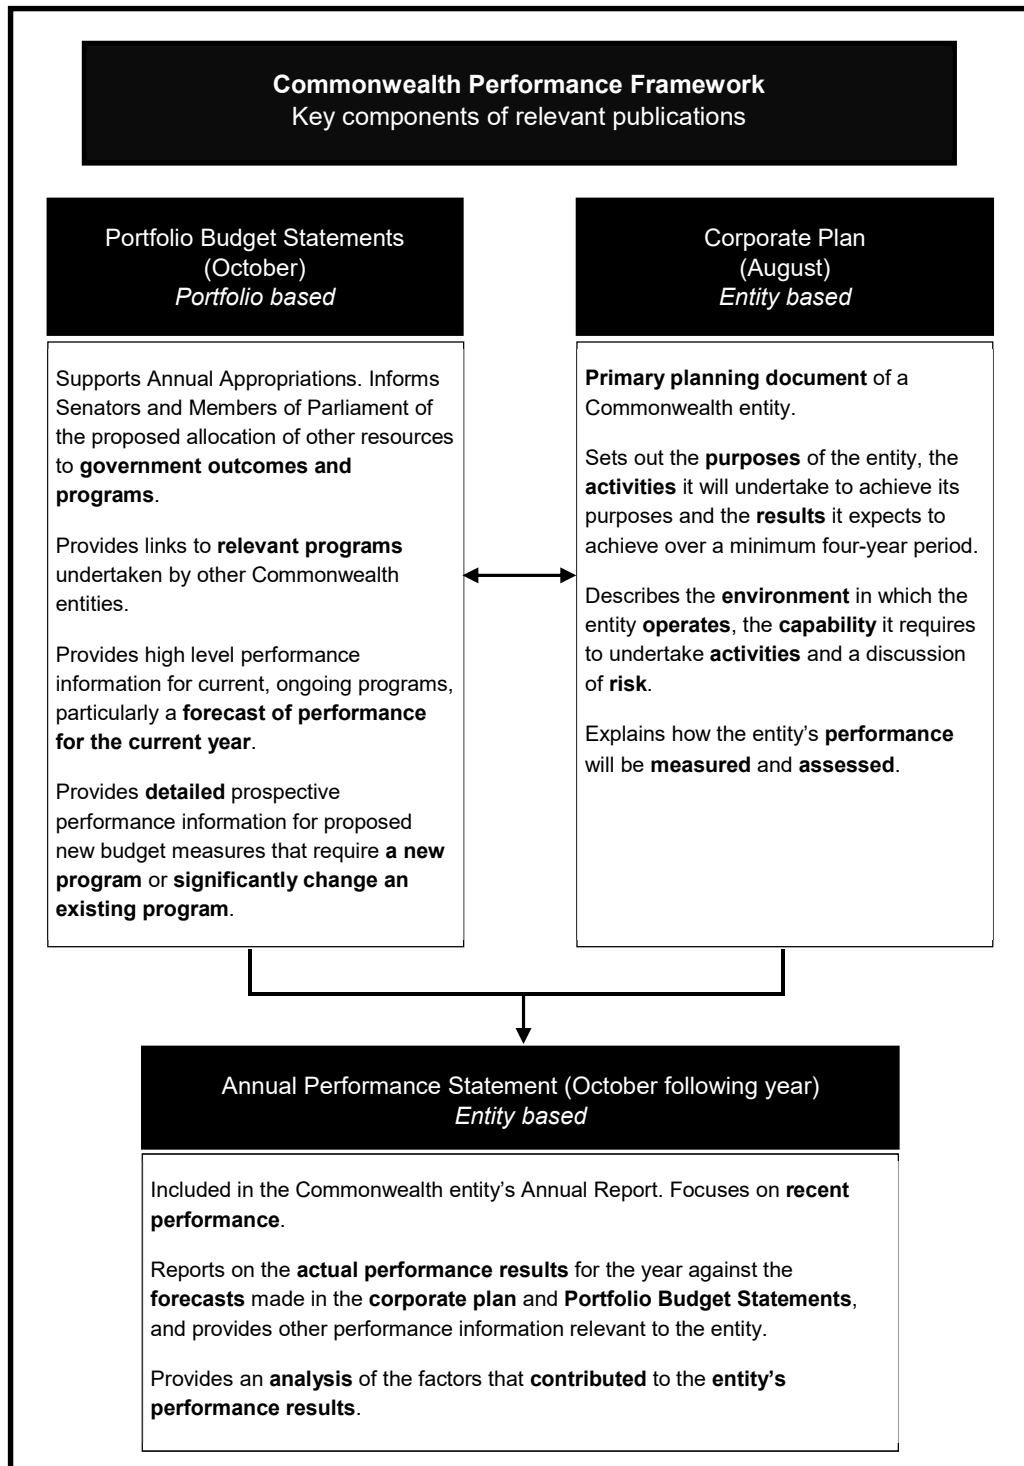 Commonwealth Performance Framework
Key components of relevant publications
Portfolio Budget Statements
(October)
Portfolio based
Supports Annual Appropriations. Informs
Senators and Members of Parliament of
the proposed allocation of other resources
to government outcomes and
programs.
Provides links to relevant programs
undertaken by other Commonwealth
entities.
Provides high level performance
information for current, ongoing programs,
particularly a forecast of performance
for the current year.
Provides detailed prospective
performance information for proposed
new budget measures that require a new
program or significantly change an
existing program.
Corporate Plan
(August)
Entity based
Primary planning document of a
Commonwealth entity.
Sets out the purposes of the entity, the
activities it will undertake to achieve its
purposes and the results it expects to
achieve over a minimum four-year period.
Describes the environment in which the
entity operates, the capability it requires
to undertake activities and a discussion
of risk.
Explains how the entity’s performance
will be measured and assessed.
Annual Performance Statement (October following year)
Entity based
Included in the Commonwealth entity’s Annual Report. Focuses on recent
performance.
Reports on the actual performance results for the year against the
forecasts made in the corporate plan and Portfolio Budget Statements,
and provides other performance information relevant to the entity.
Provides an analysis of the factors that contributed to the entity’s
performance results.